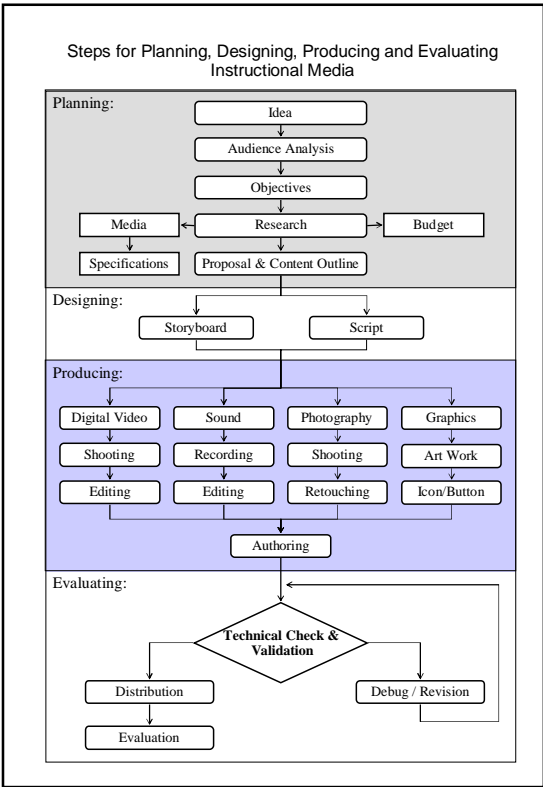 Steps for Planning, Designing, Producing and Evaluating
Instructional Media
Planning:
Idea
Audience Analysis
Objectives
Media
Research
Budget
Specifications
Proposal & Content Outline
Designing:
Storyboard
Script
Producing:
Digital Video
Sound
Photography
Graphics
Shooting
Recording
Shooting
Art Work
Editing
Editing
Retouching
Icon/Button
Authoring
Evaluating:
Technical Check &
Validation
Distribution
Debug / Revision
Evaluation